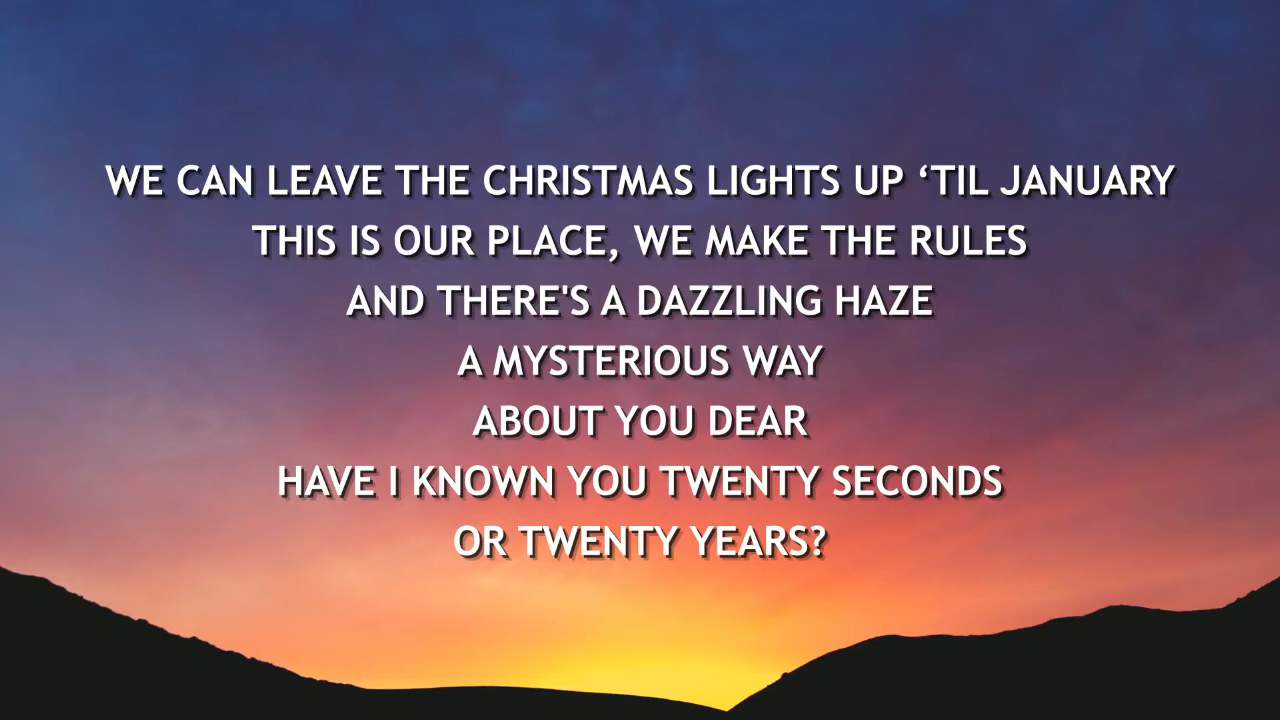 WE CAN LEAVE THE CHRISTMAS LIGHTS UP ‘TIL JANUARY
THIS IS OUR PLACE, WE MAKE THE RULES
AND THERE'S A DAZZLING HAZE
A MYSTERIOUS WAY
ABOUT YOU DEAR
HAVE I KNOWN YOU TWENTY SECONDS
OR TWENTY YEARS?